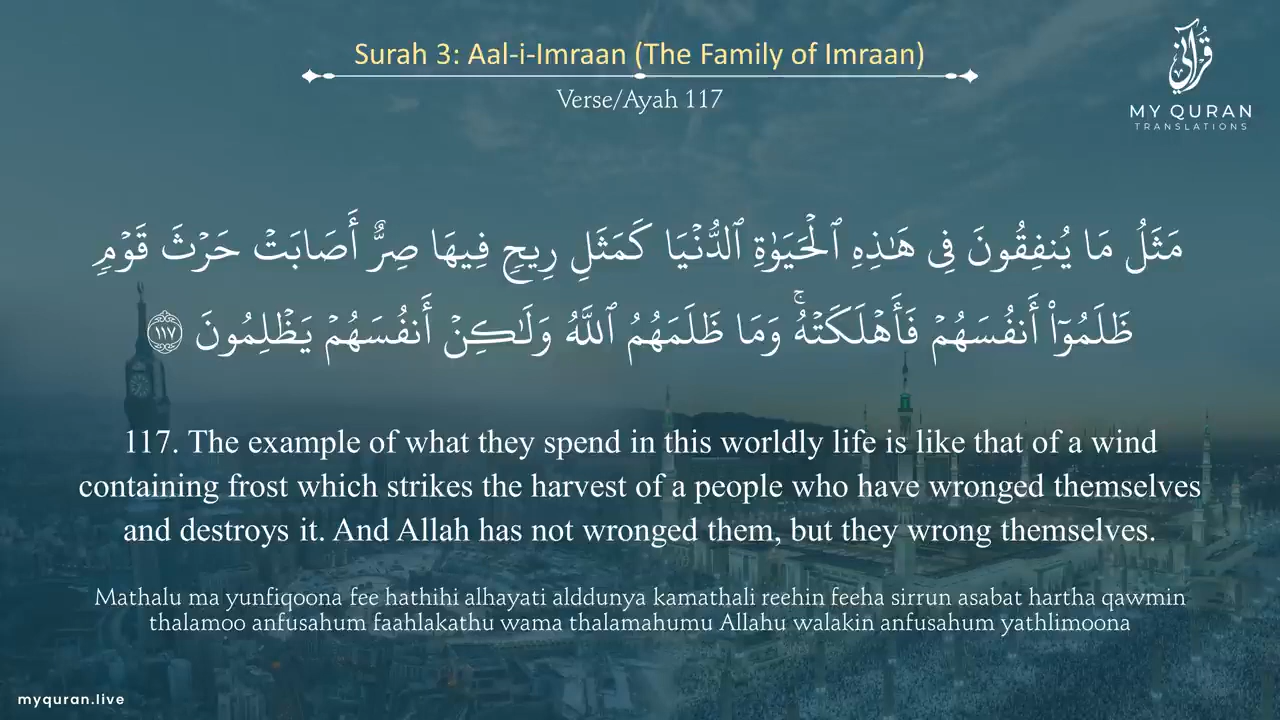 Surah 3: Aal-i-Imraan (The Family of Imraan)
Verse/Ayah 117
قرآني
MY QURAN
TRANSLATIONS
مَثَلُ مَا يُنفِقُونَ فِى هَـٰذِهِ ٱلْحَيَوٰةِ ٱلدُّنْيَا كَمَثَلِ رِيحٍ فِيهَا صِرٌّ أَصَابَتْ حَرْثَ قَوْمٍ
ظَلَمُوٓا۟ أَنفُسَهُمْ فَأَهْلَكَتْهُ ۚ وَمَا ظَلَمَهُمُ ٱللَّهُ وَلَـٰكِنْ أَنفُسَهُمْ يَظْلِمُونَ ١١٧
117. The example of what they spend in this worldly life is like that of a wind
containing frost which strikes the harvest of a people who have wronged themselves
and destroys it. And Allah has not wronged them, but they wrong themselves.
Mathalu ma yunfiqoona fee hathihi alhayati alddunya kamathali reehin feeha sirrun asabat hartha qawmin
thalamoo anfusahum faahlakathu wama thalamahumu Allahu walakin anfusahum yathlimoona
myquran.live